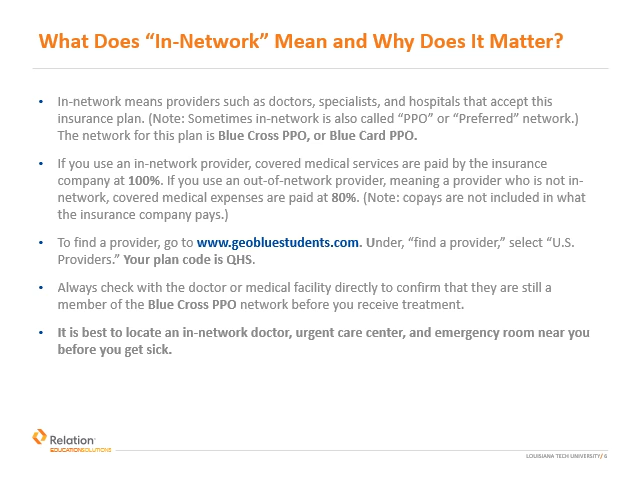 What Does “In-Network” Mean and Why Does It Matter?
• In-network means providers such as doctors, specialists, and hospitals that accept this
insurance plan. (Note: Sometimes in-network is also called “PPO” or “Preferred” network.)
The network for this plan is Blue Cross PPO, or Blue Card PPO.
• If you use an in-network provider, covered medical services are paid by the insurance
company at 100%. If you use an out-of-network provider, meaning a provider who is not in-
network, covered medical expenses are paid at 80%. (Note: copays are not included in what
the insurance company pays.)
• To find a provider, go to www.geobluestudents.com. Under, “find a provider,” select “U.S.
Providers.” Your plan code is QHS.
• Always check with the doctor or medical facility directly to confirm that they are still a
member of the Blue Cross PPO network before you receive treatment.
• It is best to locate an in-network doctor, urgent care center, and emergency room near you
before you get sick.
Relation
EDUCATIONSOLUTIONS
LOUISIANA TECH UNIVERSITY/ 6